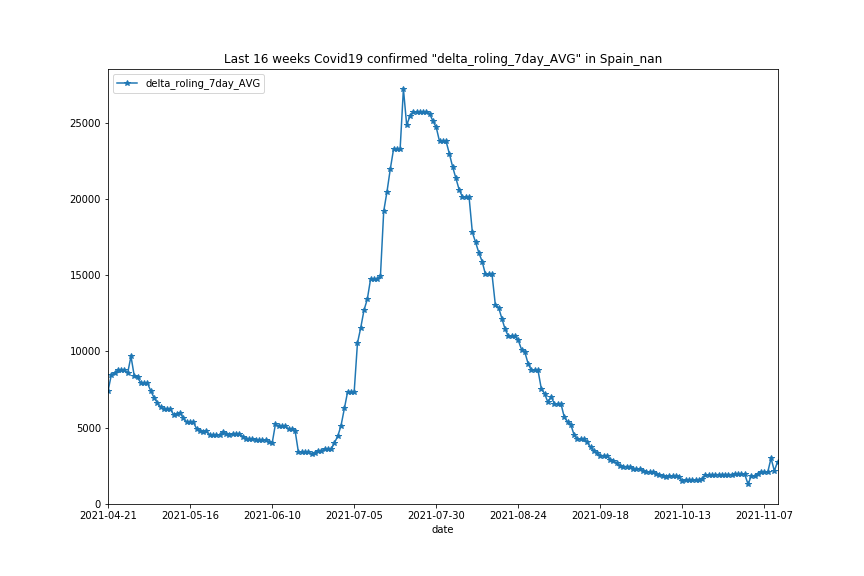 Last 16 weeks Covid19 confirmed "delta_roling_7day_AVG" in Spain_nan
delta_roling_7day_AVG
25000
20000
15000
10000
5000
0
2021-04-21 2021-05-16 2021-06-10 2021-07-05 2021-07-30 2021-08-24 2021-09-18 2021-10-13 2021-11-07
date